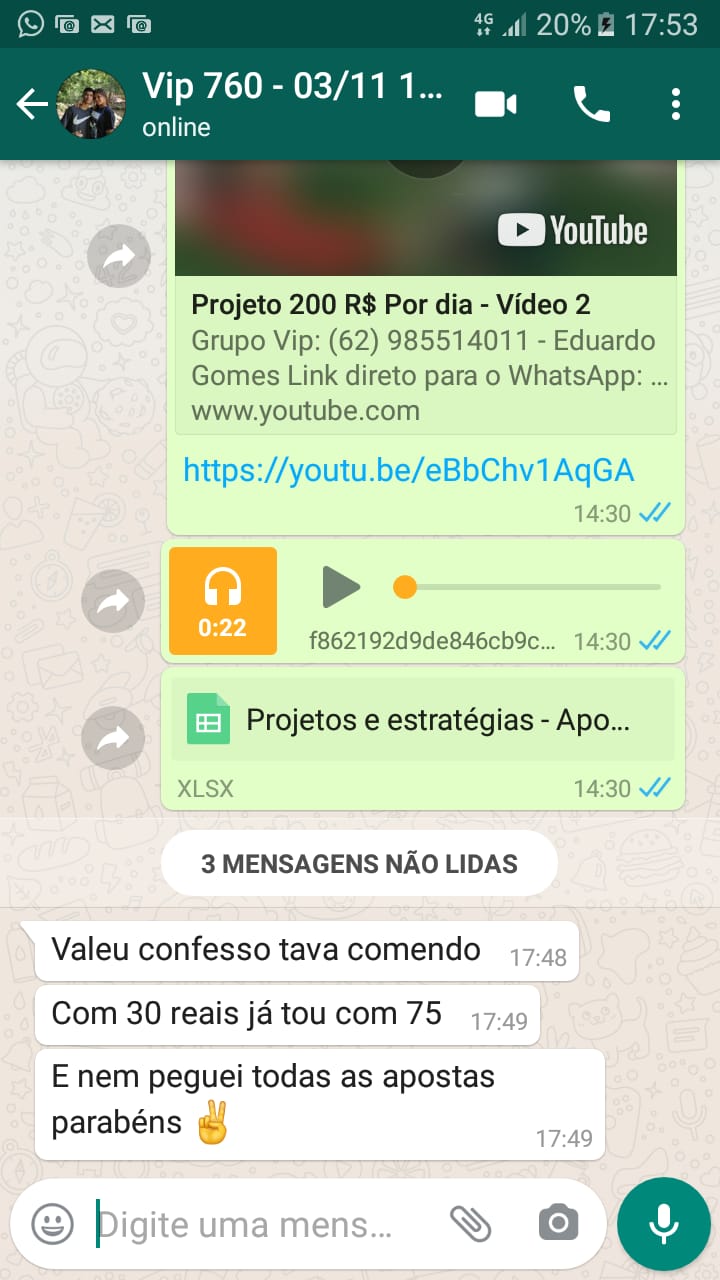 4G 20% 17:53
Vip 760 - 03/11 1...
online
YouTube
Projeto 200 R$ Por dia - Vídeo 2
Grupo Vip: (62) 985514011 - Eduardo
Gomes Link direto para o WhatsApp: ...
www.youtube.com
https://youtu.be/eBbChv1AqGA
14:30
0:22
f862192d9de846cb9c... 14:30
Projetos e estratégias - Apo...
XLSX 14:30
3 MENSAGENS NÃO LIDAS
Valeu confesso tava comendo 17:48
Com 30 reais já tou com 75 17:49
E nem peguei todas as apostas
parabéns ✌
17:49
Digite uma mens...